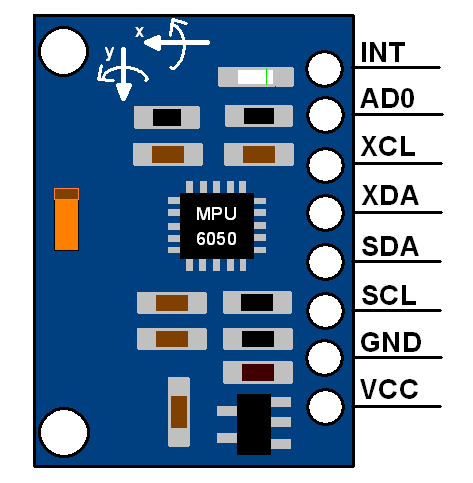 x
y
INT
AD0
XCL
XDA
SDA
SCL
GND
VCC
MPU
6050